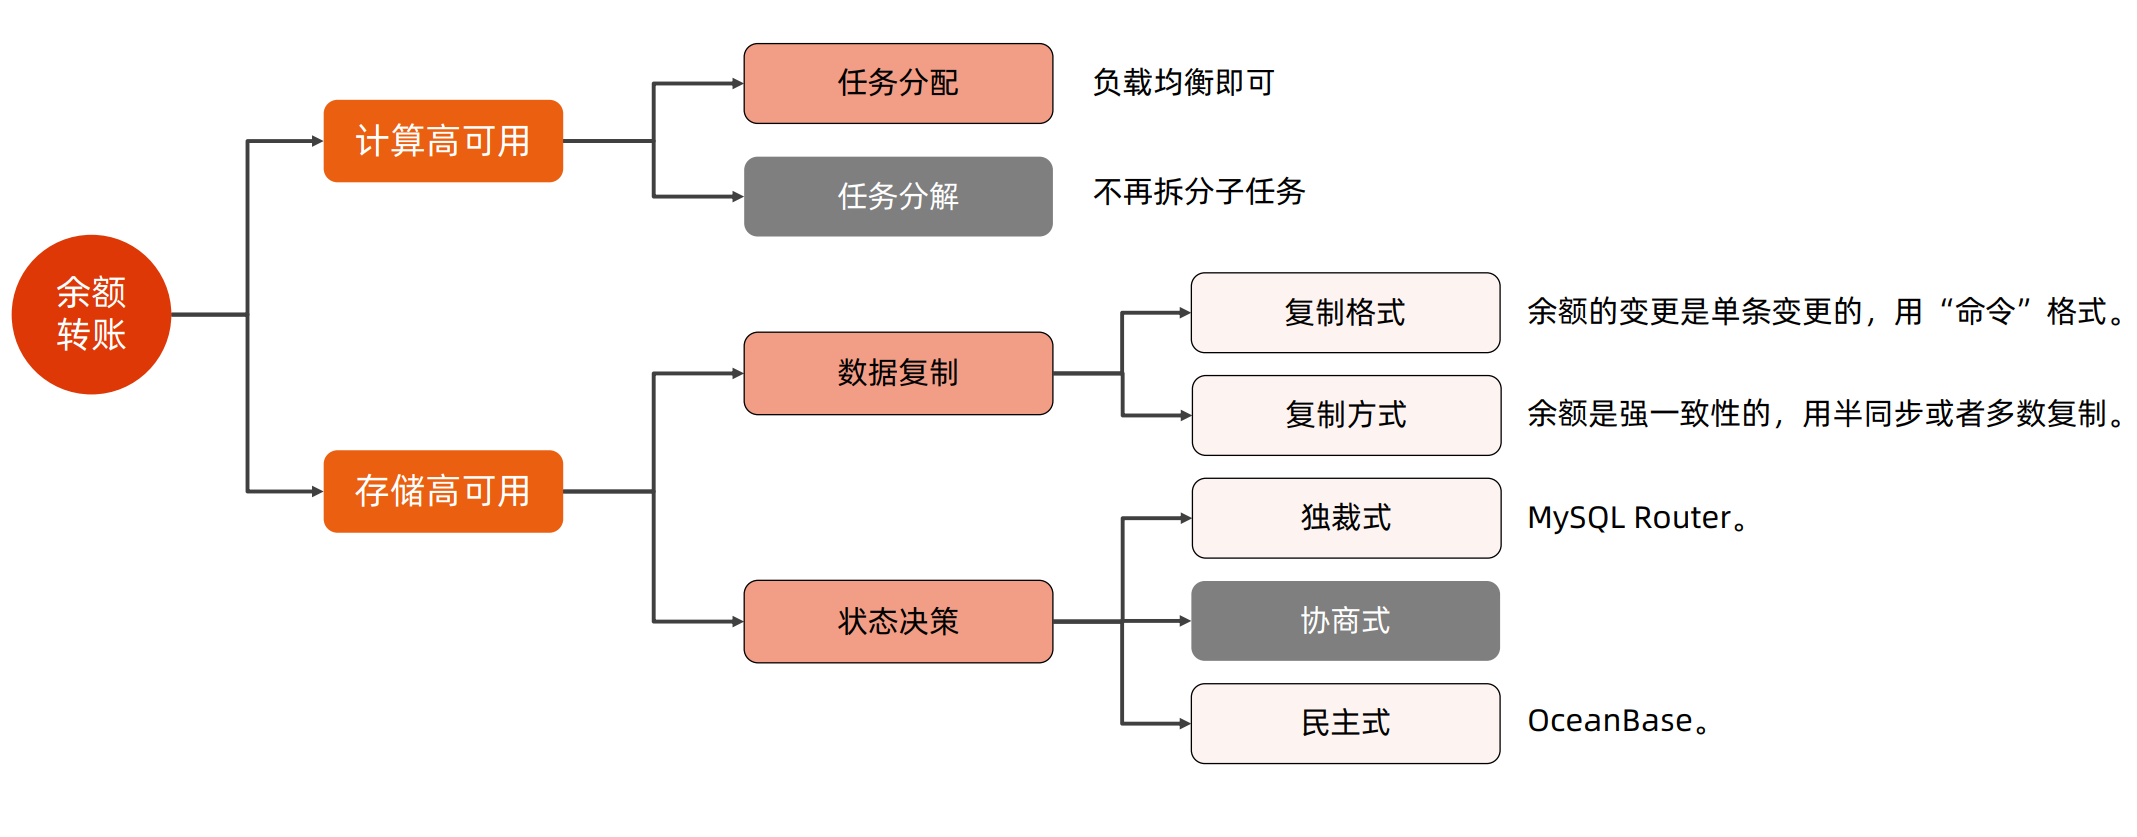 余额
转账
计算高可用
任务分配
负载均衡即可
任务分解
不再拆分子任务
存储高可用
数据复制
复制格式
余额的变更是单条变更的，用“命令”格式。
复制方式
余额是强一致性的，用半同步或者多数复制。
状态决策
独裁式
MySQL Router。
协商式
民主式
OceanBase。